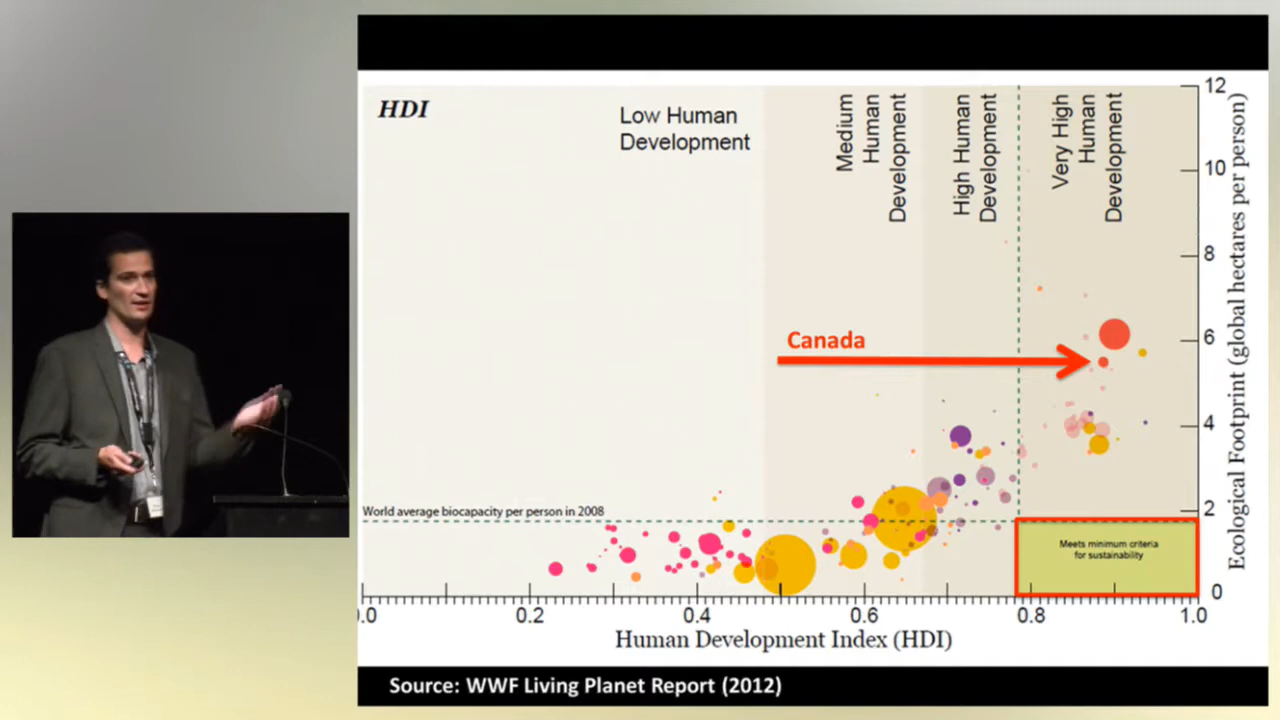 HDI
Low Human
Development
Medium
Human
Development
High Human
Development
Very High
Human
Development
12
10
8
6
4
2
0
Ecological Footprint (global hectares per person)
Canada
World average biocapacity per person in 2008
Meets minimum criteria
for sustainability
0.0
0.2
0.4
0.6
0.8
1.0
Human Development Index (HDI)
Source: WWF Living Planet Report (2012)